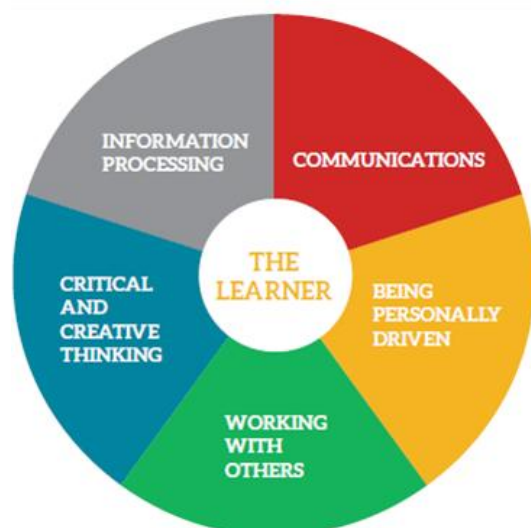 INFORMATION
PROCESSING
COMMUNICATIONS
THE
LEARNER
CRITICAL
AND
CREATIVE
THINKING
BEING
PERSONALLY
DRIVEN
WORKING
WITH
OTHERS